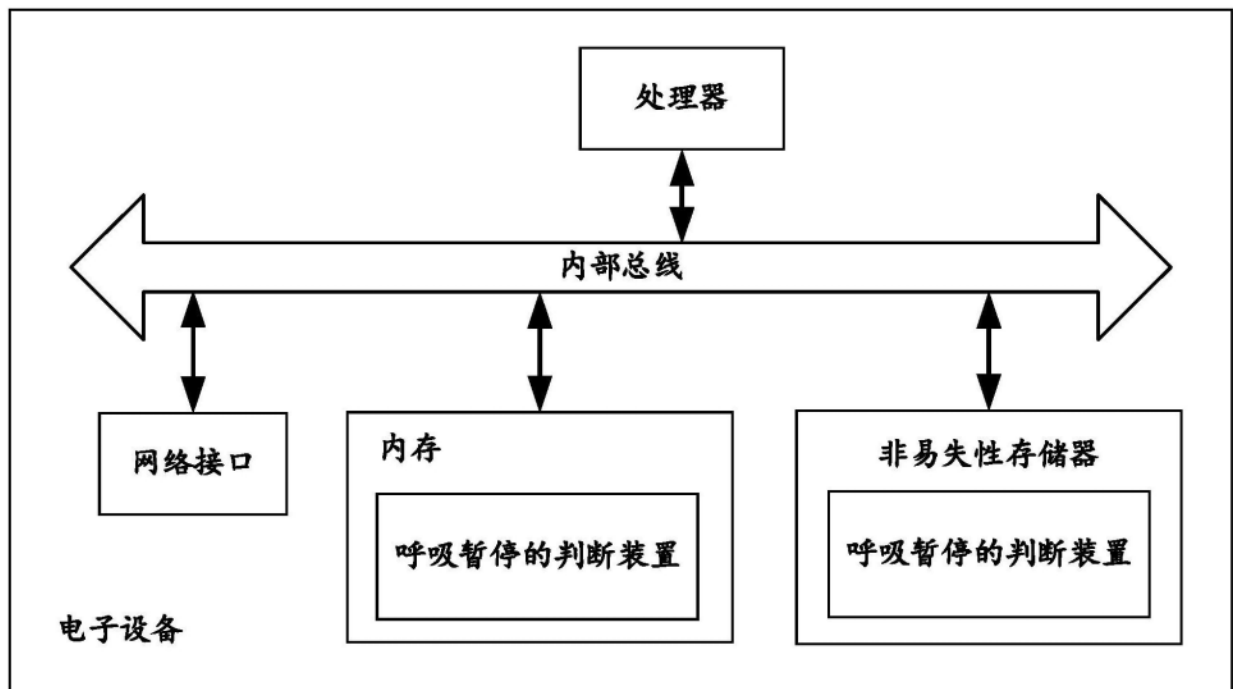 处理器
内部总线
网络接口
内存
呼吸暂停的判断装置
非易失性存储器
呼吸暂停的判断装置
电子设备